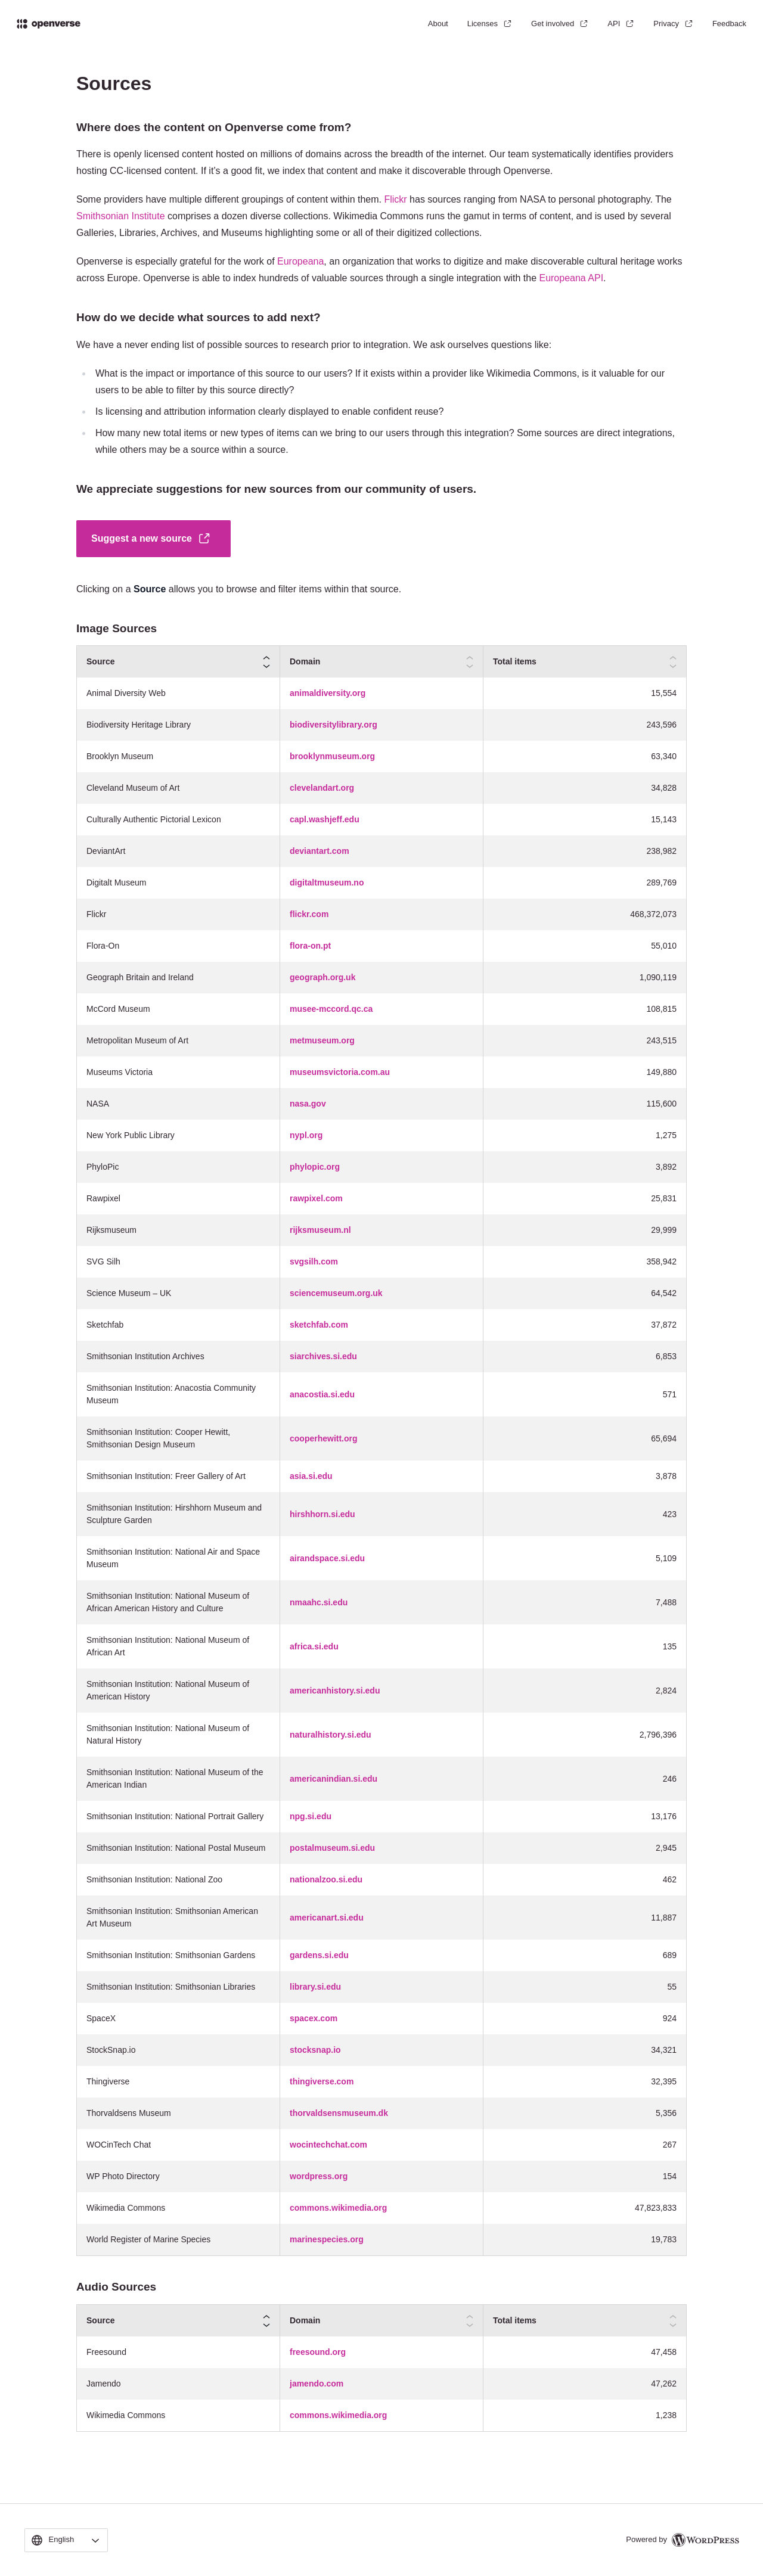 openverse
About Licenses Get involved API Privacy Feedback
Sources
Where does the content on Openverse come from?
There is openly licensed content hosted on millions of domains across the breadth of the internet. Our team systematically identifies providers
hosting CC-licensed content. If it's a good fit, we index that content and make it discoverable through Openverse.
Some providers have multiple different groupings of content within them. Flickr has sources ranging from NASA to personal photography. The
Smithsonian Institute comprises a dozen diverse collections. Wikimedia Commons runs the gamut in terms of content, and is used by several
Galleries, Libraries, Archives, and Museums highlighting some or all of their digitized collections.
Openverse is especially grateful for the work of Europeana, an organization that works to digitize and make discoverable cultural heritage works
across Europe. Openverse is able to index hundreds of valuable sources through a single integration with the Europeana API.
How do we decide what sources to add next?
We have a never ending list of possible sources to research prior to integration. We ask ourselves questions like:
What is the impact or importance of this source to our users? If it exists within a provider like Wikimedia Commons, is it valuable for our
users to be able to filter by this source directly?
Is licensing and attribution information clearly displayed to enable confident reuse?
How many new total items or new types of items can we bring to our users through this integration? Some sources are direct integrations,
while others may be a source within a source.
We appreciate suggestions for new sources from our community of users.
Suggest a new source
Clicking on a Source allows you to browse and filter items within that source.
Image Sources
Source Domain Total items
Animal Diversity Web animaldiversity.org 15,554
Biodiversity Heritage Library biodiversitylibrary.org 243,596
Brooklyn Museum brooklynmuseum.org 63,340
Cleveland Museum of Art clevelandart.org 34,828
Culturally Authentic Pictorial Lexicon capl.washjeff.edu 15,143
DeviantArt deviantart.com 238,982
Digitalt Museum digitaltmuseum.no 289,769
Flickr flickr.com 468,372,073
Flora-On flora-on.pt 55,010
Geograph Britain and Ireland geograph.org.uk 1,090,119
McCord Museum musee-mccord.qc.ca 108,815
Metropolitan Museum of Art metmuseum.org 243,515
Museums Victoria museumsvictoria.com.au 149,880
NASA nasa.gov 115,600
New York Public Library nypl.org 1,275
PhyloPic phylopic.org 3,892
Rawpixel rawpixel.com 25,831
Rijksmuseum rijksmuseum.nl 29,999
SVG Silh svgsilh.com 358,942
Science Museum – UK sciencemuseum.org.uk 64,542
Sketchfab sketchfab.com 37,872
Smithsonian Institution Archives siarchives.si.edu 6,853
Smithsonian Institution: Anacostia Community
Museum anacostia.si.edu 571
Smithsonian Institution: Cooper Hewitt,
Smithsonian Design Museum cooperhewitt.org 65,694
Smithsonian Institution: Freer Gallery of Art asia.si.edu 3,878
Smithsonian Institution: Hirshhorn Museum and
Sculpture Garden hirshhorn.si.edu 423
Smithsonian Institution: National Air and Space
Museum airandspace.si.edu 5,109
Smithsonian Institution: National Museum of
African American History and Culture nmaahc.si.edu 7,488
Smithsonian Institution: National Museum of
African Art africa.si.edu 135
Smithsonian Institution: National Museum of
American History americanhistory.si.edu 2,824
Smithsonian Institution: National Museum of
Natural History naturalhistory.si.edu 2,796,396
Smithsonian Institution: National Museum of the
American Indian americanindian.si.edu 246
Smithsonian Institution: National Portrait Gallery npg.si.edu 13,176
Smithsonian Institution: National Postal Museum postalmuseum.si.edu 2,945
Smithsonian Institution: National Zoo nationalzoo.si.edu 462
Smithsonian Institution: Smithsonian American
Art Museum americanart.si.edu 11,887
Smithsonian Institution: Smithsonian Gardens gardens.si.edu 689
Smithsonian Institution: Smithsonian Libraries library.si.edu 55
SpaceX spacex.com 924
StockSnap.io stocksnap.io 34,321
Thingiverse thingiverse.com 32,395
Thorvaldsens Museum thorvaldsensmuseum.dk 5,356
WOCinTech Chat wocintechchat.com 267
WP Photo Directory wordpress.org 154
Wikimedia Commons commons.wikimedia.org 47,823,833
World Register of Marine Species marinespecies.org 19,783
Audio Sources
Source Domain Total items
Freesound freesound.org 47,458
Jamendo jamendo.com 47,262
Wikimedia Commons commons.wikimedia.org 1,238
English Powered by WORDPRESS